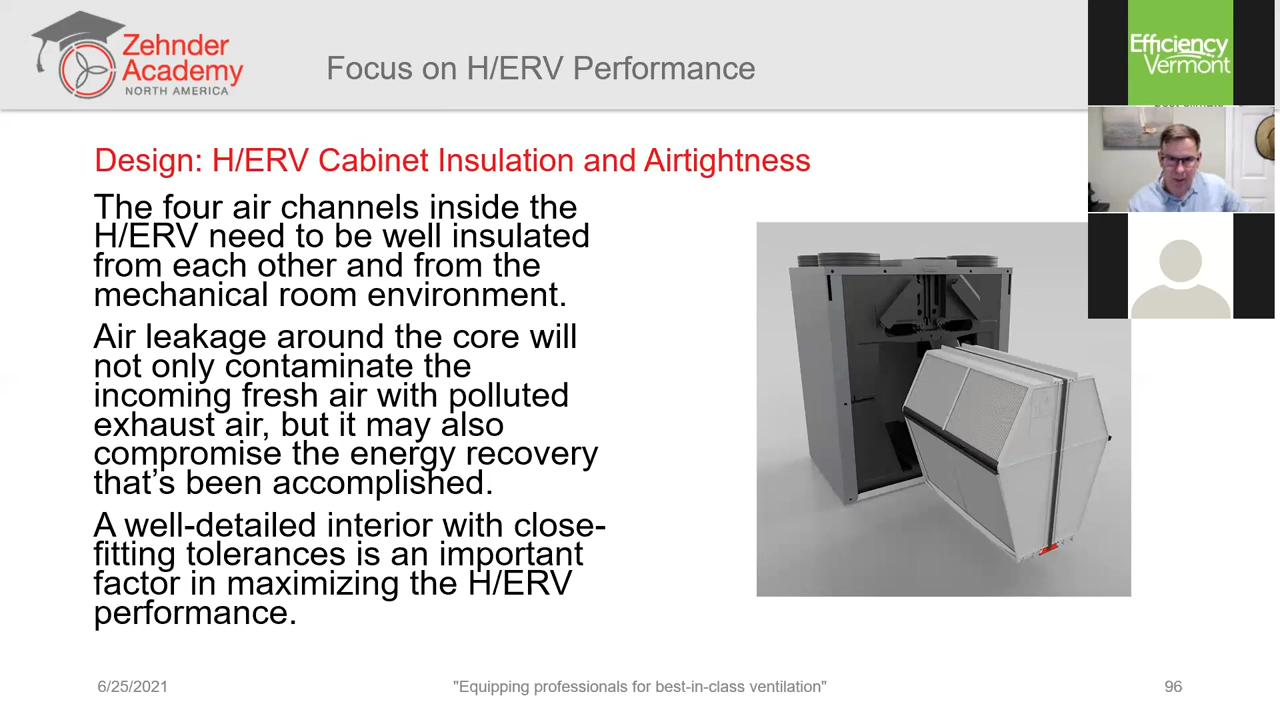 Zehnder
Academy
NORTH AMERICA
Focus on H/ERV Performance
Efficiency
Vermont
Design: H/ERV Cabinet Insulation and Airtightness
The four air channels inside the
H/ERV need to be well insulated
from each other and from the
mechanical room environment.
Air leakage around the core will
not only contaminate the
incoming fresh air with polluted
exhaust air, but it may also
compromise the energy recovery
that’s been accomplished.
A well-detailed interior with close-
fitting tolerances is an important
factor in maximizing the H/ERV
performance.
6/25/2021
"Equipping professionals for best-in-class ventilation"
96